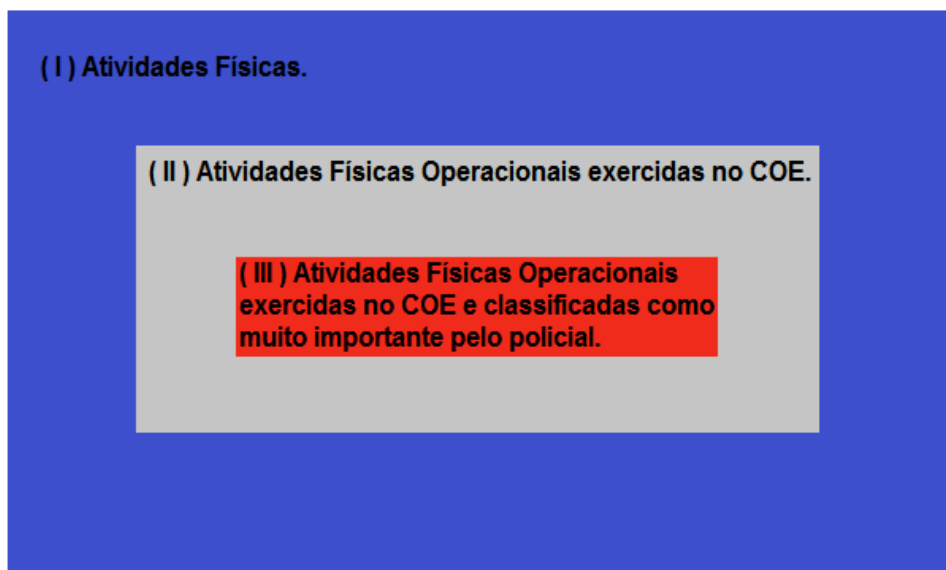 ( I ) Atividades Físicas.
( II ) Atividades Físicas Operacionais exercidas no COE.
( III ) Atividades Físicas Operacionais
exercidas no COE e classificadas como
muito importante pelo policial.